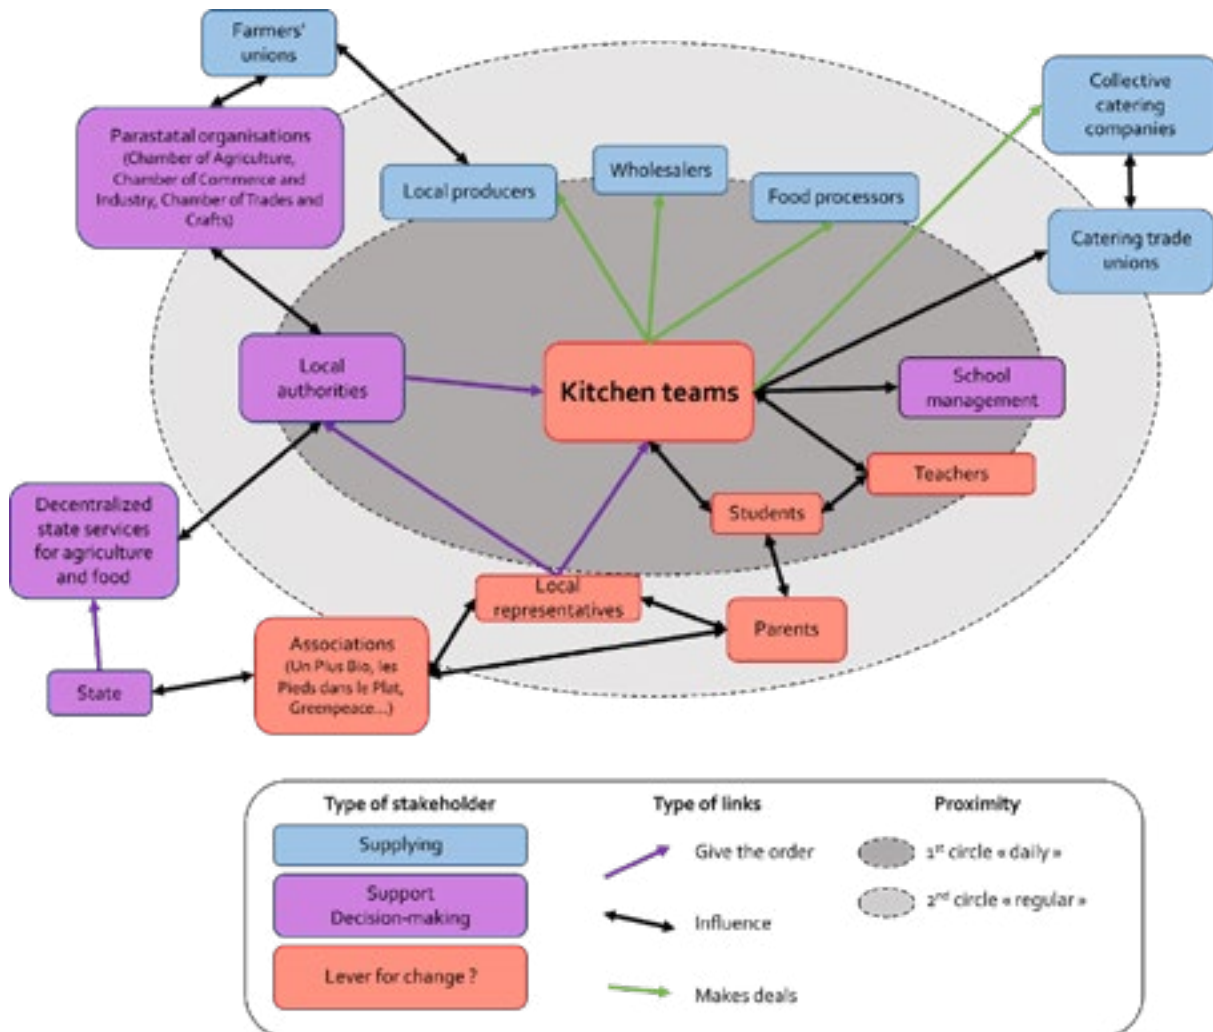 Farmers'
unions
Collective
catering
companies
Parastatal organisations
(Chamber of Agriculture,
Chamber of Commerce and
Industry, Chamber of Trades and
Crafts)
Local producers
Wholesalers
Food processors
Catering trade
unions
Local
authorities
Kitchen teams
School
management
Teachers
Students
Decentralized
state services
for agriculture
and food
Local
representatives
Parents
Associations
(Un Plus Bio, les
Pieds dans le Plat,
Greenpeace...)
State
Type of stakeholder
Supplying
Support
Decision-making
Lever for change ?
Type of links
Give the order
Influence
Makes deals
Proximity
1st circle « daily »
2nd circle « regular »